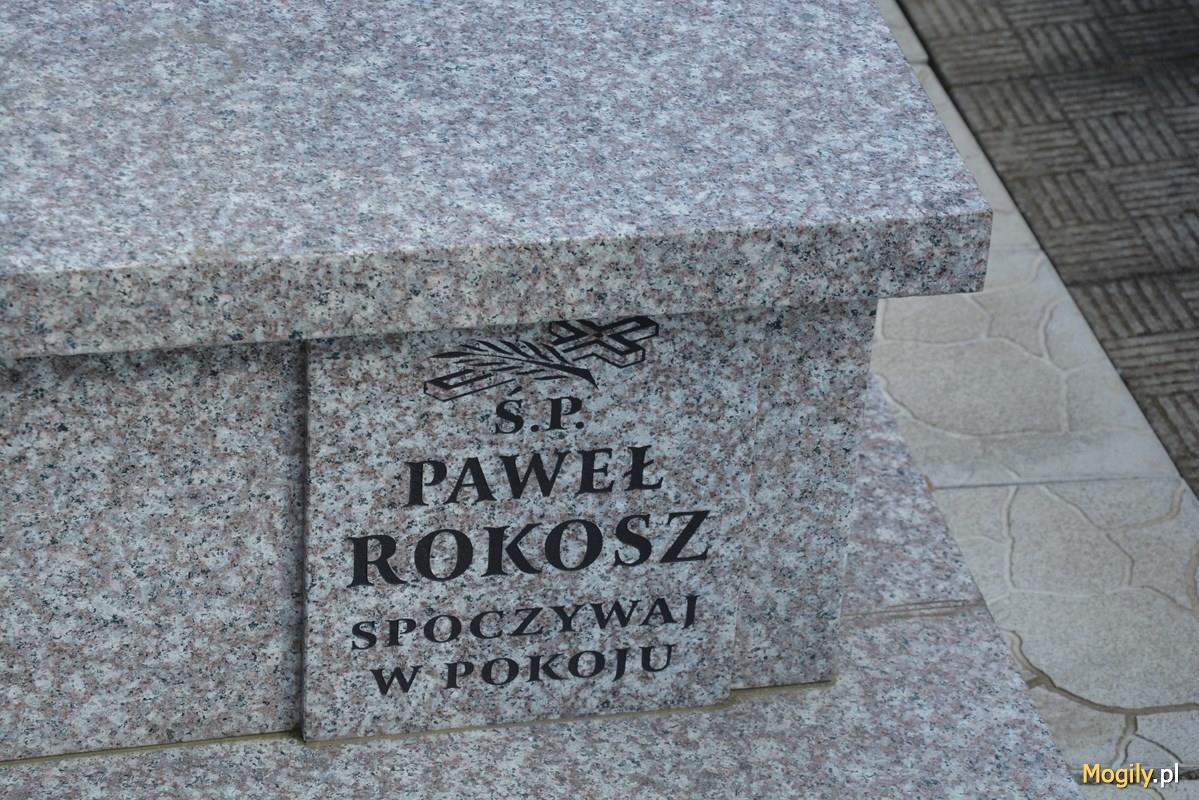 Ś.P.
PAWEŁ
ROKOSZ
SPOCZYWAJ
W POKOJU
Mogily.pl